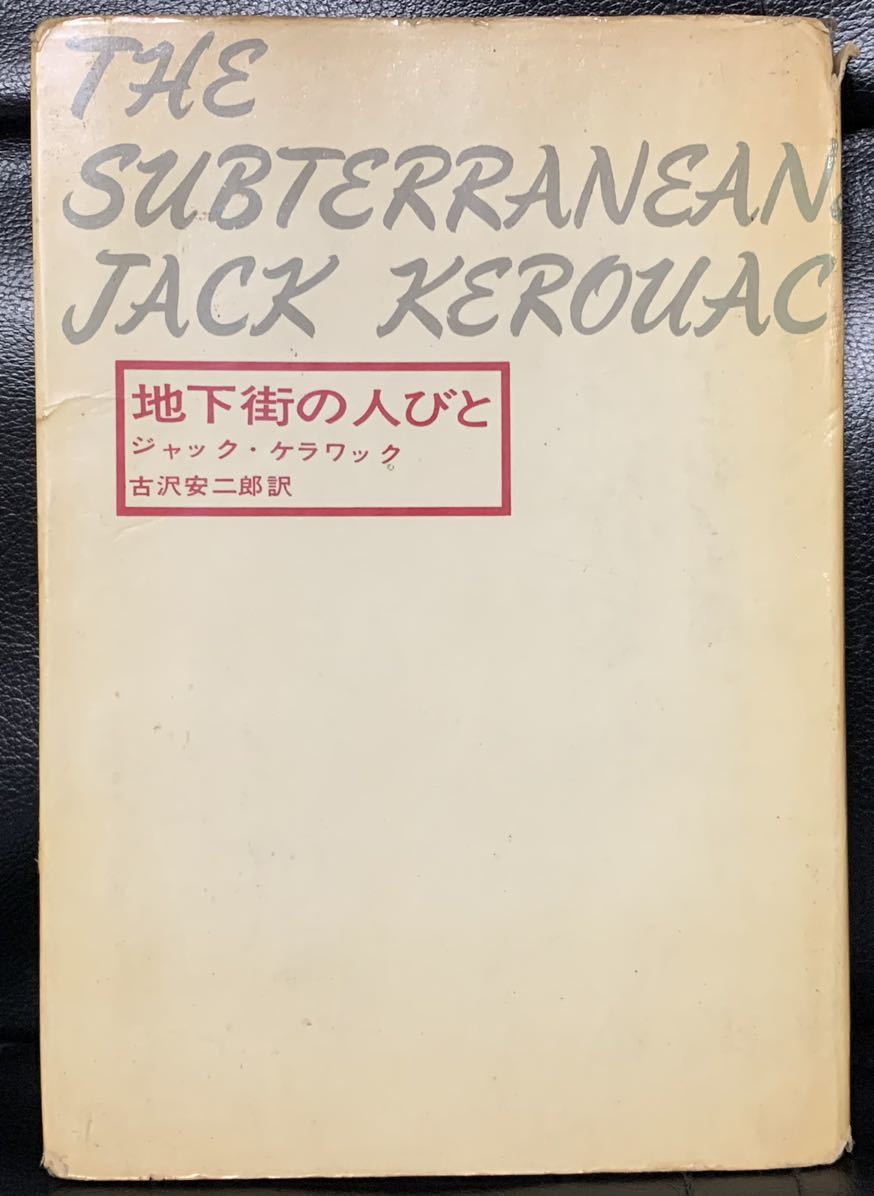 THE
SUBTERRANEANS
JACK KEROUAC
地下街の人びと
ジャック・ケラワック
古沢安二郎訳